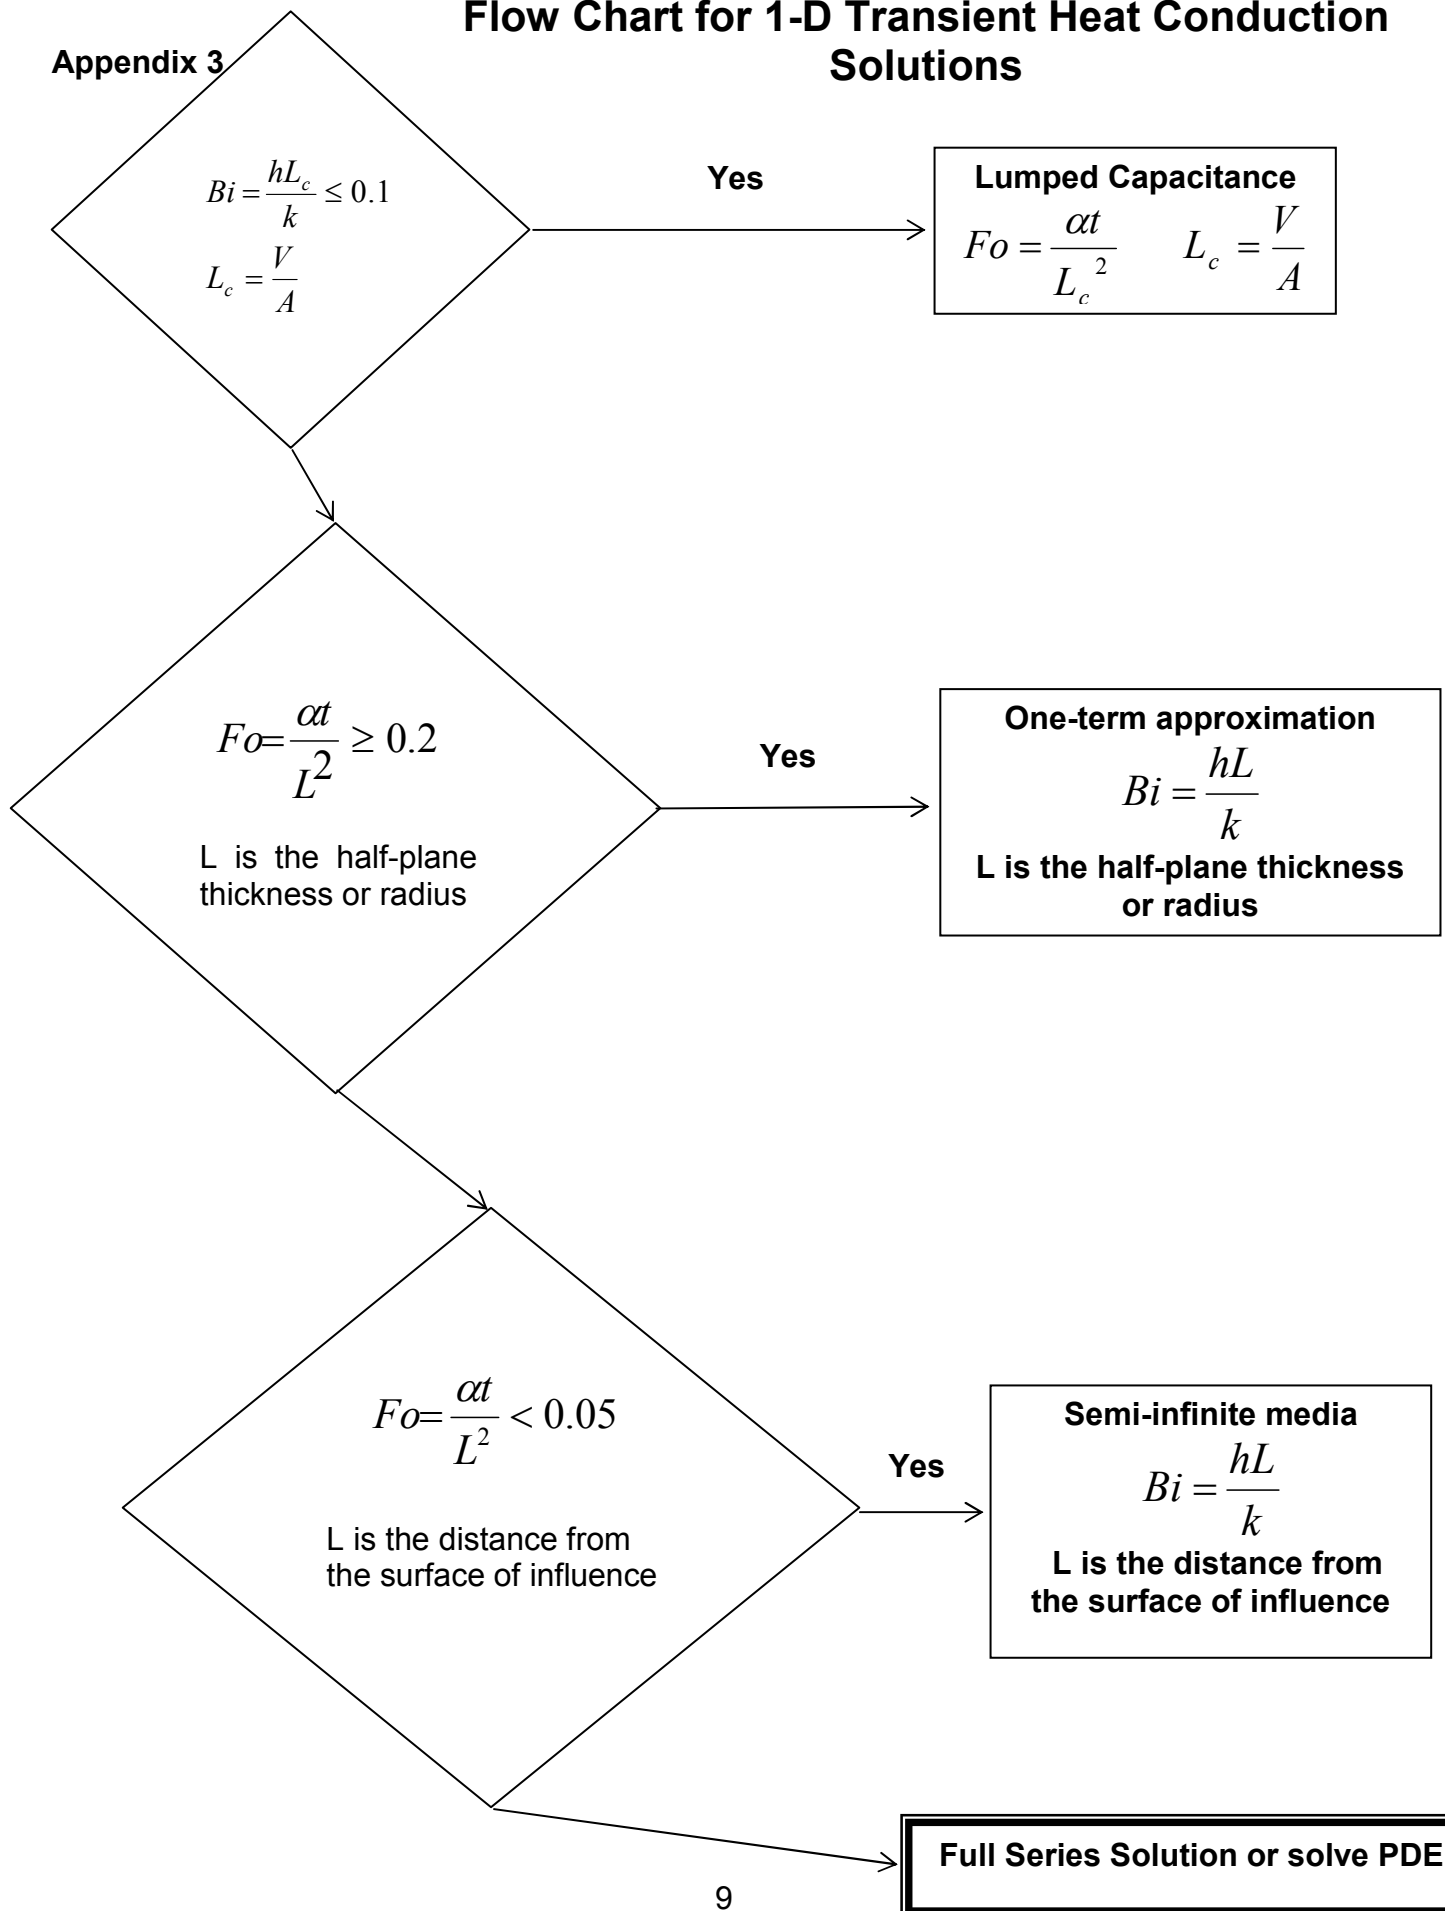 Flow Chart for 1-D Transient Heat Conduction
Solutions
Appendix 3
Bi = hL_c / k ≤ 0.1
L_c = V / A
Yes
Lumped Capacitance
Fo = αt / L_c² L_c = V / A
Fo = αt / L² ≥ 0.2
L is the half-plane
thickness or radius
Yes
One-term approximation
Bi = hL / k
L is the half-plane thickness
or radius
Fo = αt / L² < 0.05
L is the distance from
the surface of influence
Yes
Semi-infinite media
Bi = hL / k
L is the distance from
the surface of influence
Full Series Solution or solve PDE
9